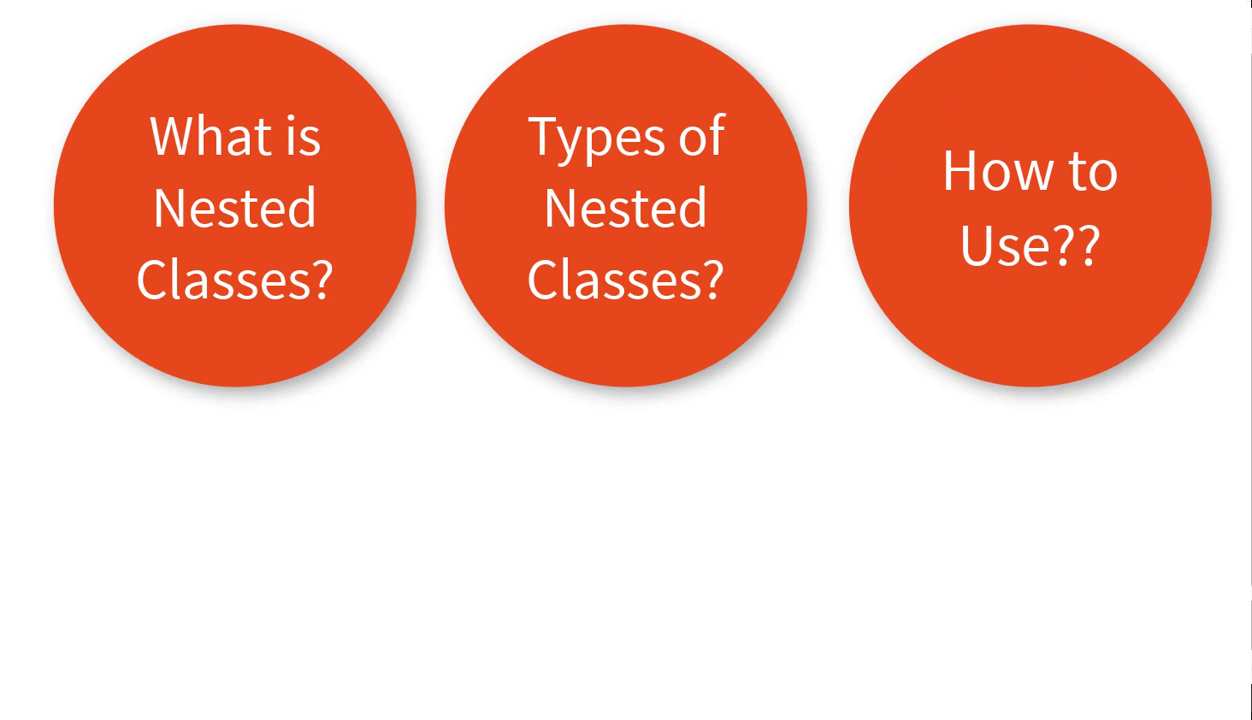 What is
Nested
Classes?
Types of
Nested
Classes?
How to
Use??